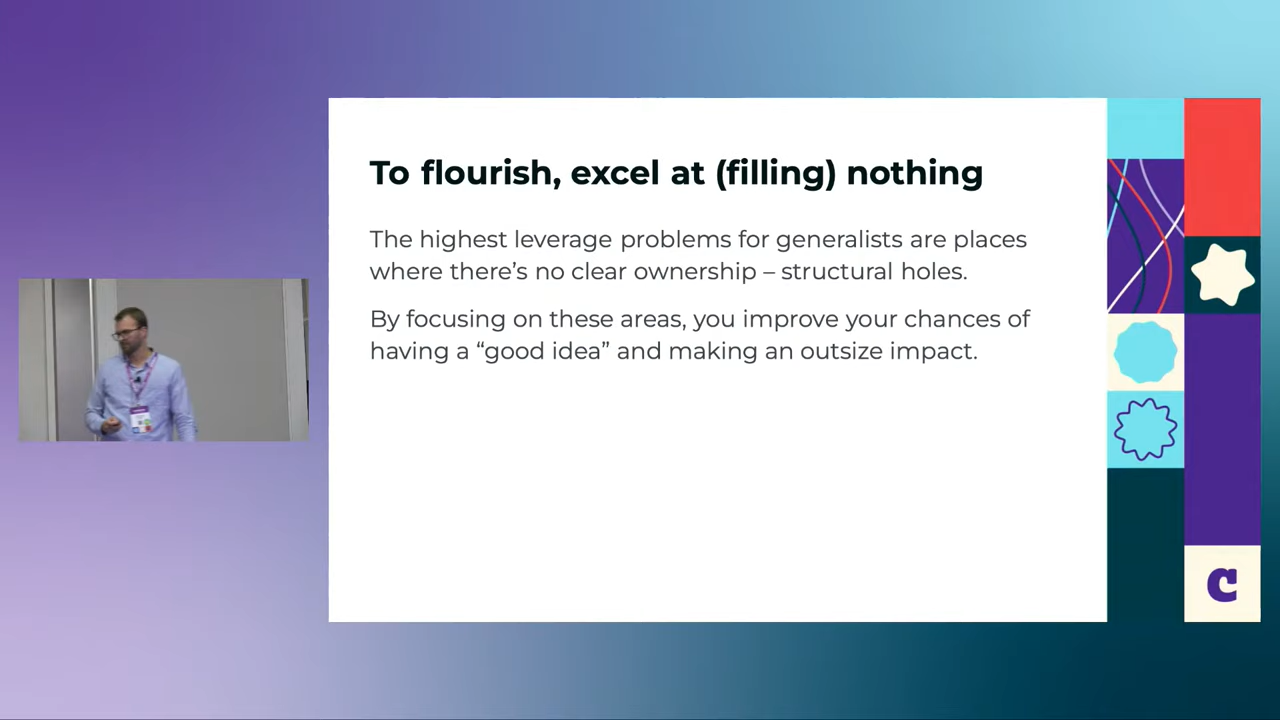 To flourish, excel at (filling) nothing
The highest leverage problems for generalists are places
where there's no clear ownership – structural holes.
By focusing on these areas, you improve your chances of
having a “good idea” and making an outsize impact.
c